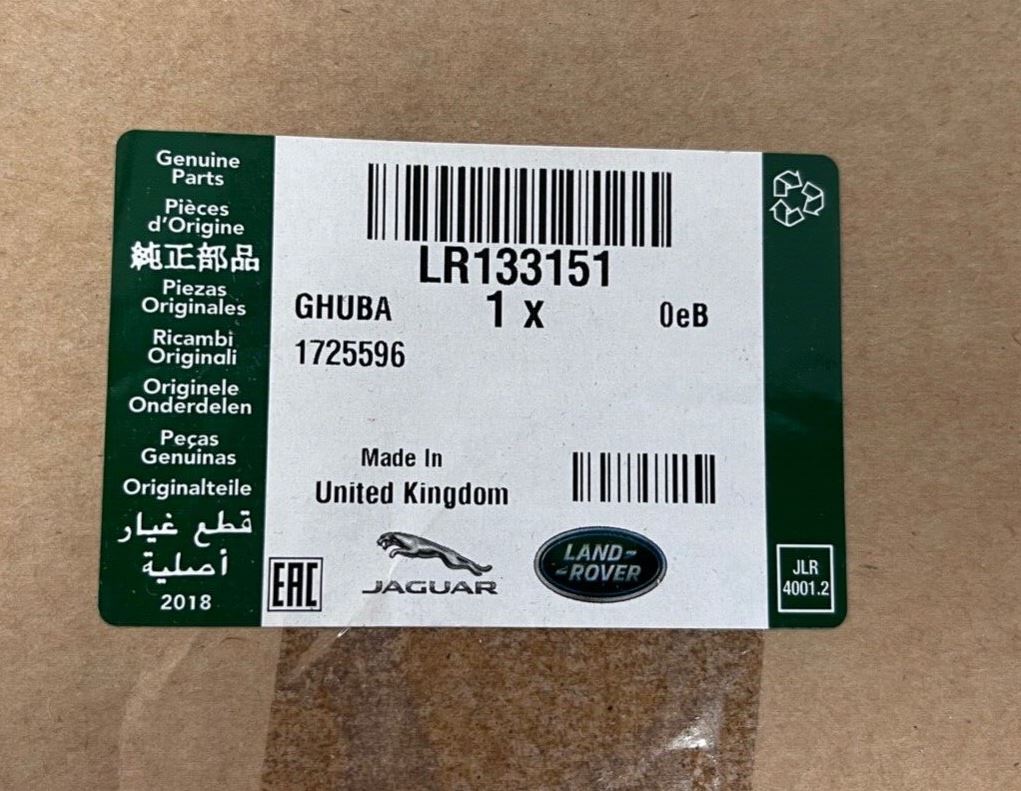 Genuine
Parts
Pièces
d'Origine
純正部品
Piezas
Originales
Ricambi
Originali
Originele
Onderdelen
Peças
Genuinas
Originalteile
قطع غيار
أصلية
2018
LR133151
GHUBA 1 x 0eB
1725596
Made In
United Kingdom
EAC
JAGUAR
LAND-
-ROVER
JLR
4001.2